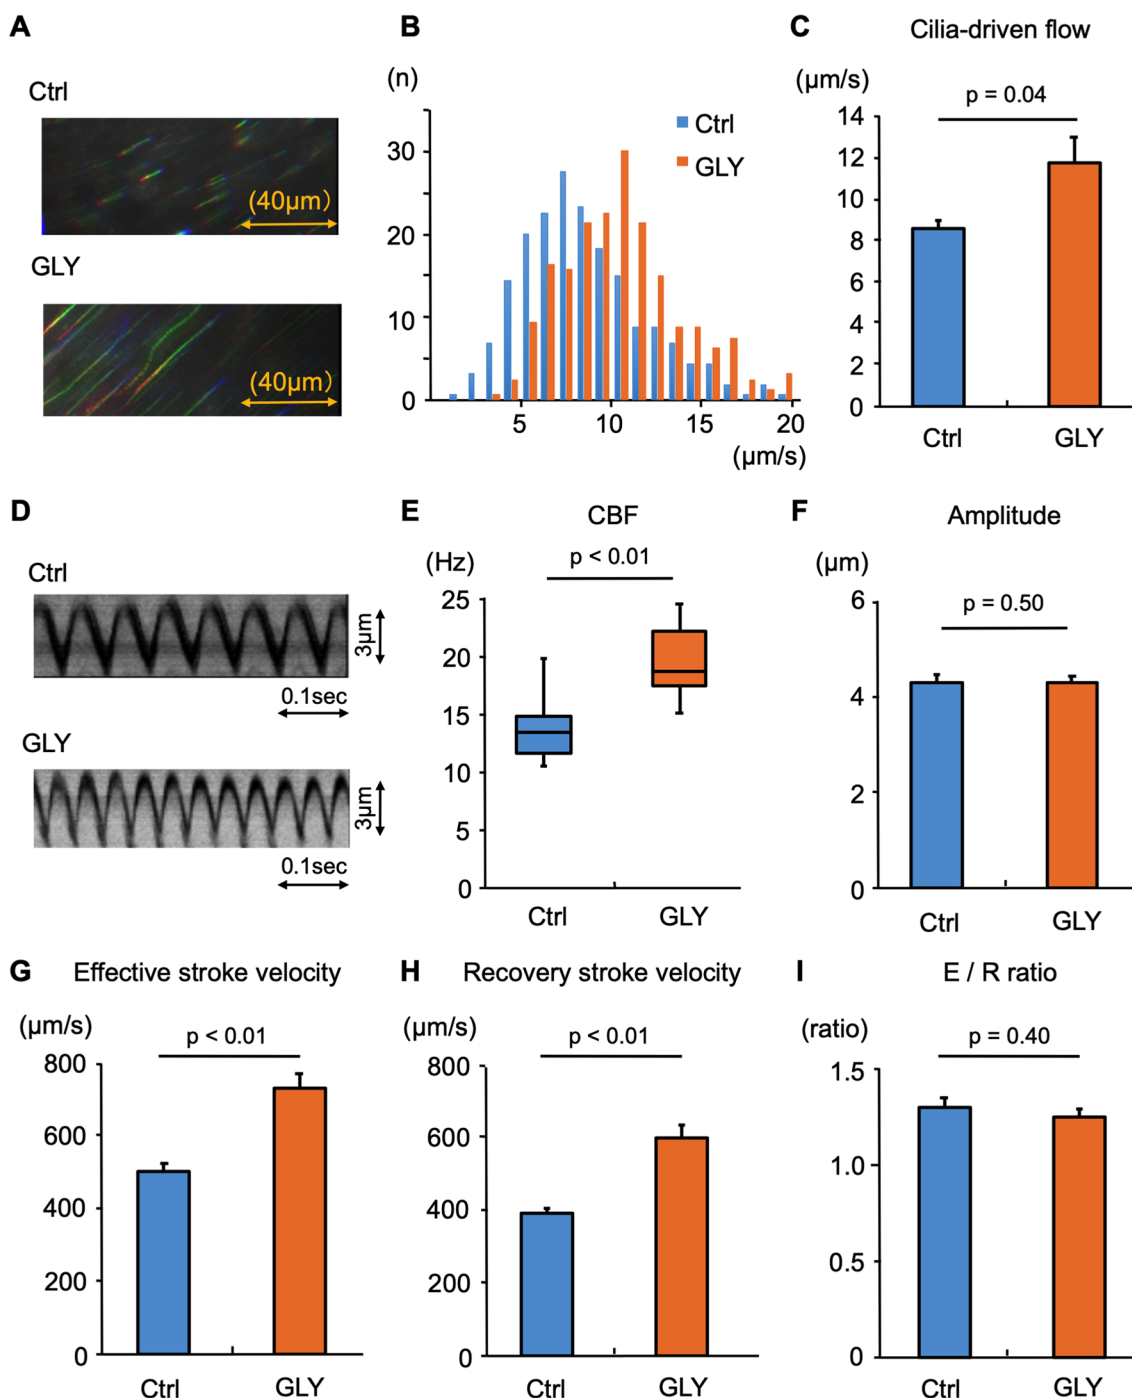 A
Ctrl
(40μm)
GLY
(40μm)
B
(n)
Ctrl
GLY
30
20
10
0
5
10
15
20
(μm/s)
C
Cilia-driven flow
(μm/s)
p = 0.04
14
12
10
8
6
4
2
0
Ctrl
GLY
D
Ctrl
3μm
0.1sec
GLY
3μm
0.1sec
E
CBF
(Hz)
p < 0.01
25
20
15
10
5
0
Ctrl
GLY
F
Amplitude
(μm)
p = 0.50
6
4
2
0
Ctrl
GLY
G
Effective stroke velocity
(μm/s)
p < 0.01
800
600
400
200
0
Ctrl
GLY
H
Recovery stroke velocity
(μm/s)
p < 0.01
800
600
400
200
0
Ctrl
GLY
I
E / R ratio
(ratio)
p = 0.40
1.5
1.0
0.5
0
Ctrl
GLY